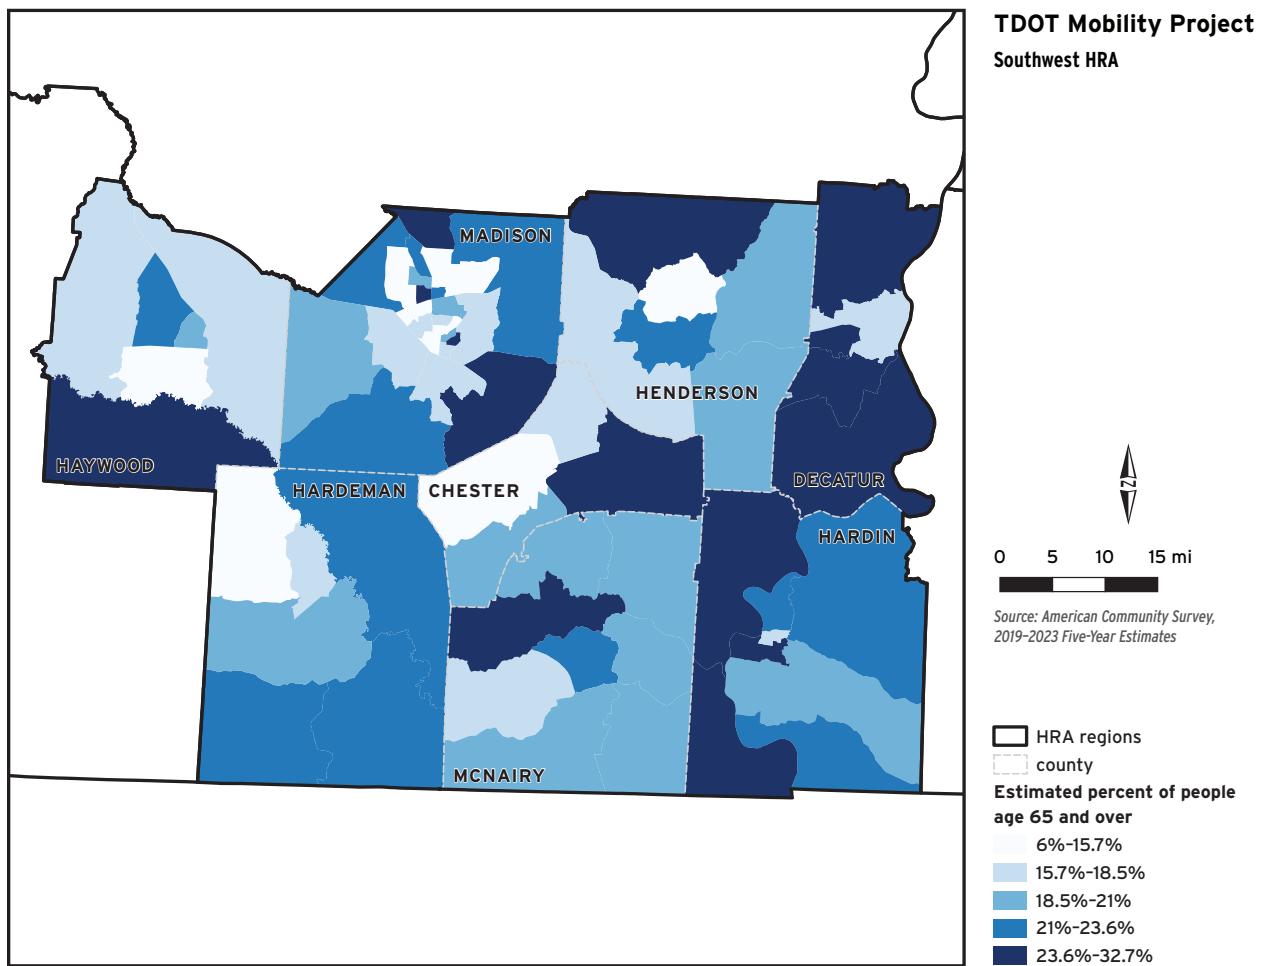 TDOT Mobility Project
Southwest HRA
MADISON
HENDERSON
HAYWOOD
HARDEMAN
CHESTER
DECATUR
HARDIN
MCNAIRY
N
0 5 10 15 mi
Source: American Community Survey,
2019–2023 Five-Year Estimates
HRA regions
county
Estimated percent of people
age 65 and over
6%–15.7%
15.7%–18.5%
18.5%–21%
21%–23.6%
23.6%–32.7%